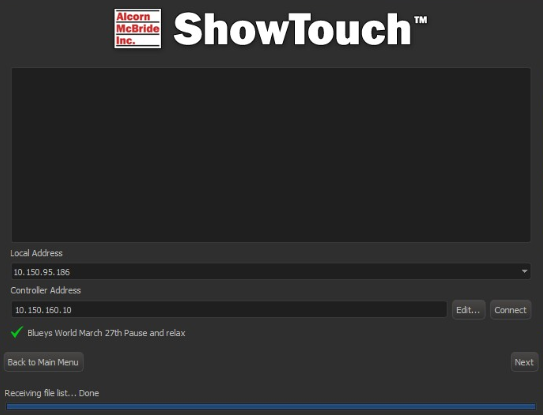 Alcorn
McBride
Inc.
ShowTouch™
Local Address
10.150.95.186
Controller Address
10.150.160.10
Edit...
Connect
Blueys World March 27th Pause and relax
Back to Main Menu
Next
Receiving file list... Done